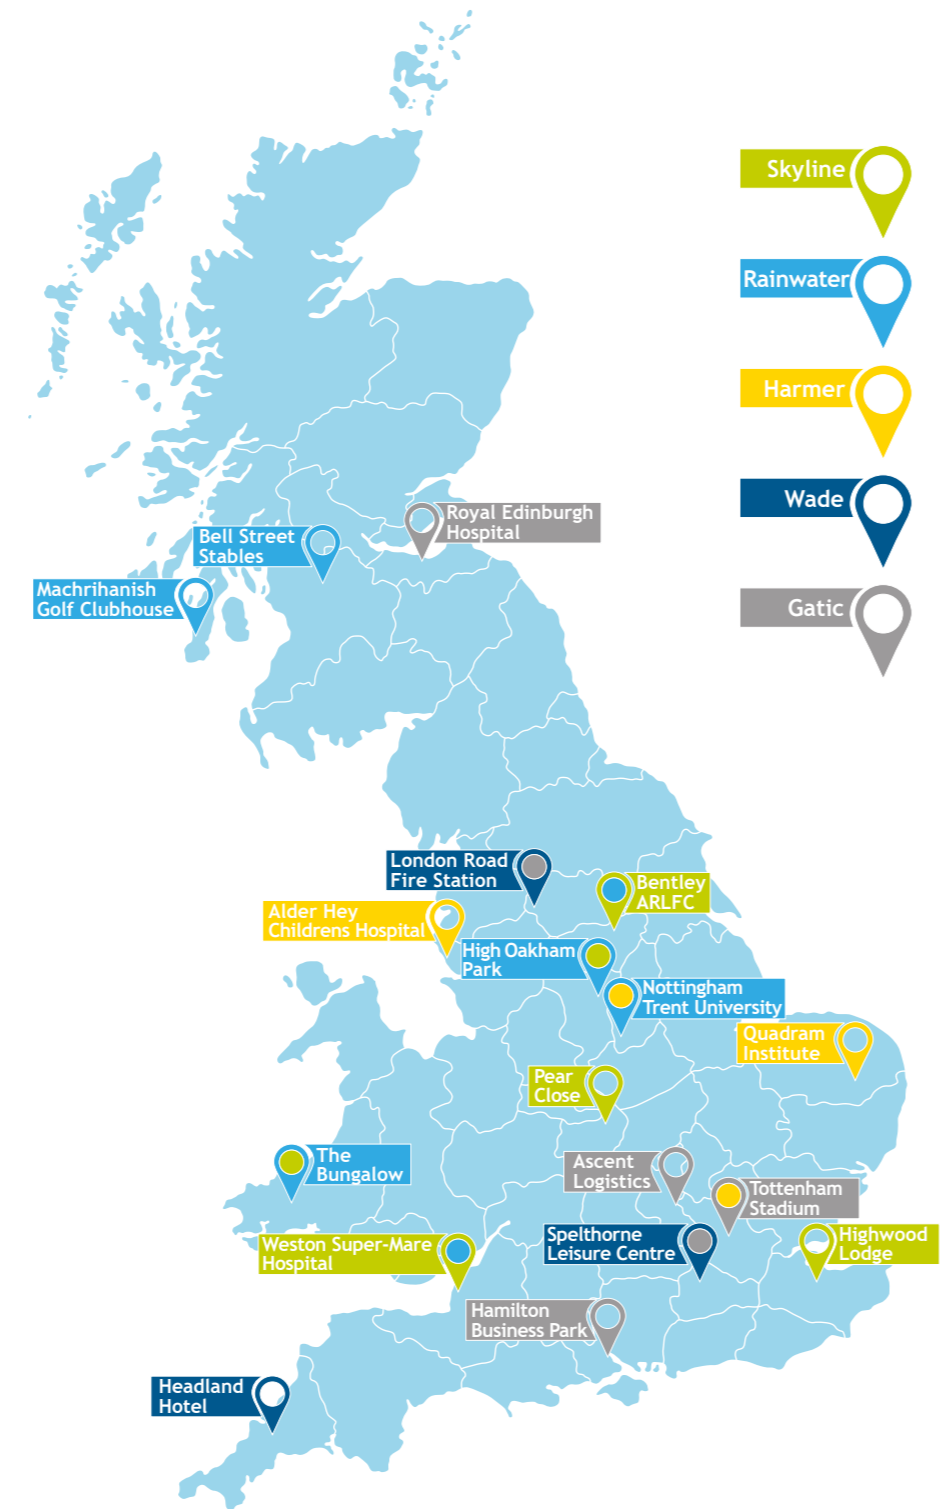 Skyline
Rainwater
Harmer
Wade
Gatic
Royal Edinburgh
Hospital
Bell Street
Stables
Machrihanish
Golf Clubhouse
London Road
Fire Station
Bentley
ARLFC
Alder Hey
Childrens Hospital
High Oakham
Park
Nottingham
Trent University
Quadram
Institute
Pear
Close
The
Bungalow
Ascent
Logistics
Tottenham
Stadium
Spelthorne
Leisure Centre
Highwood
Lodge
Weston Super-Mare
Hospital
Hamilton
Business Park
Headland
Hotel